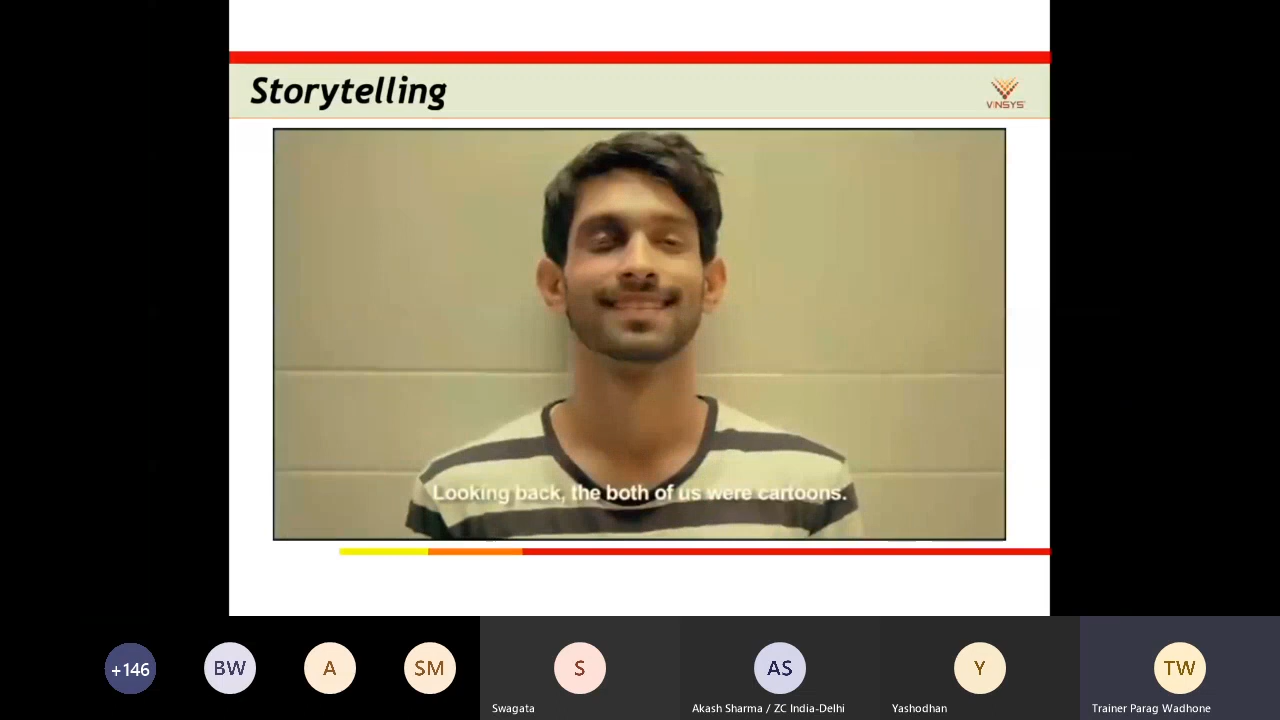 Storytelling
VINSYS
Looking back, the both of us were cartoons.
+146
BW
A
SM
S
AS
Y
TW
Swagata
Akash Sharma / ZC India-Delhi
Yashodhan
Trainer Parag Wadhone